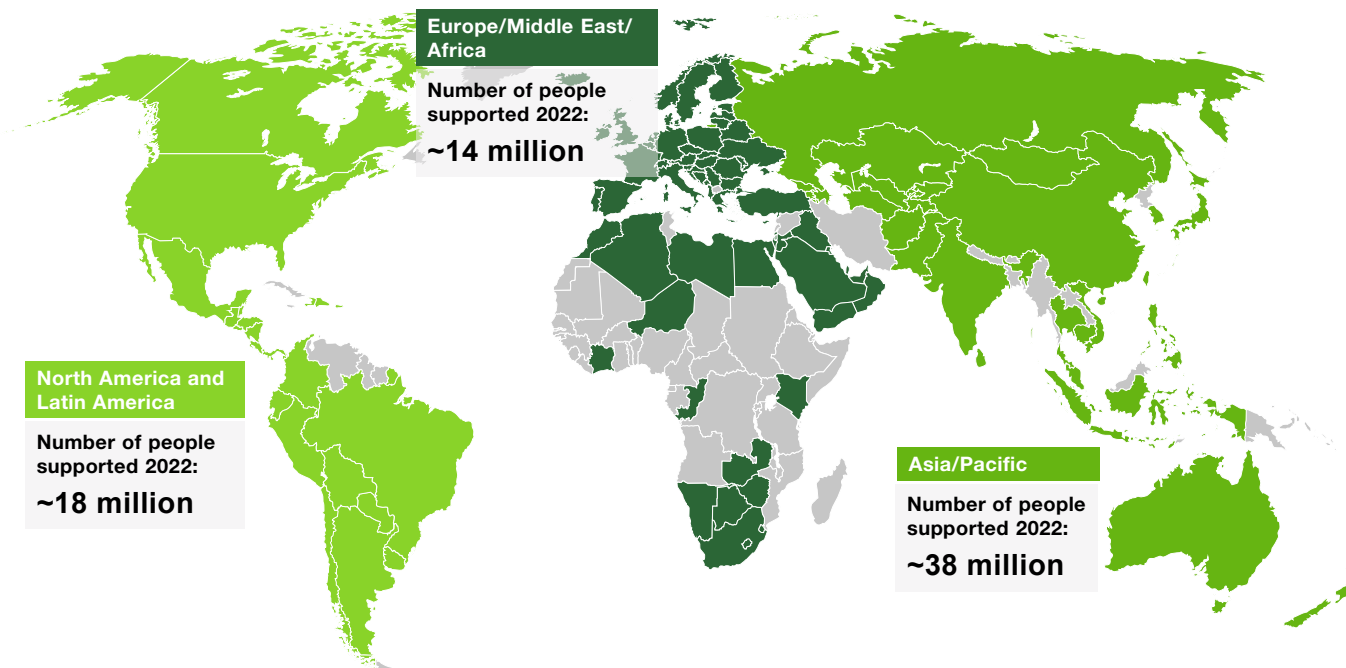 Europe/Middle East/
Africa
Number of people
supported 2022:
~14 million
North America and
Latin America
Number of people
supported 2022:
~18 million
Asia/Pacific
Number of people
supported 2022:
~38 million